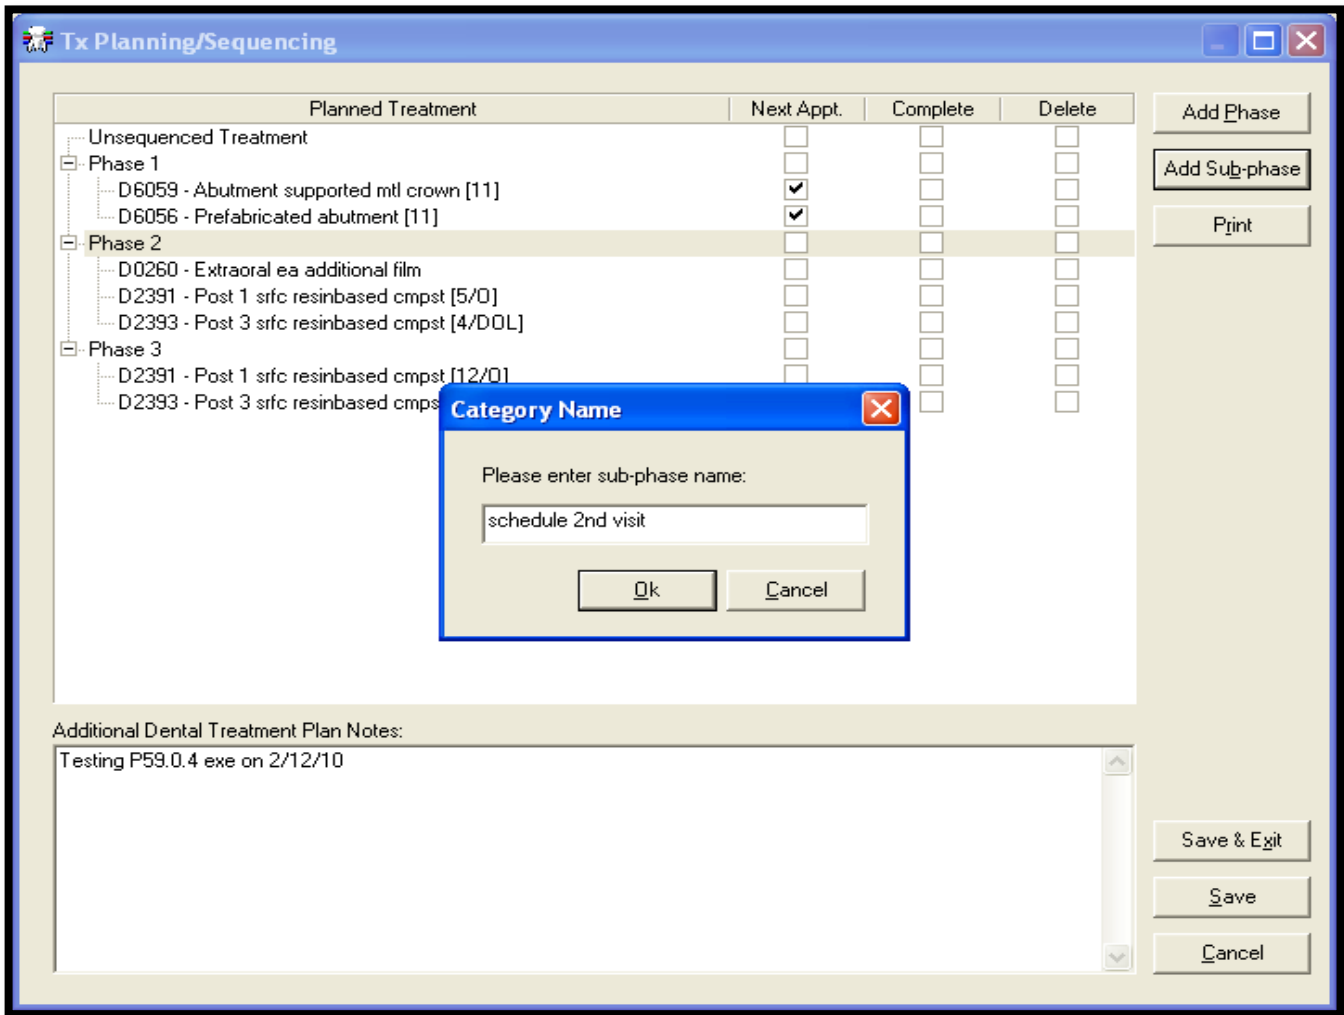 Tx Planning/Sequencing
Planned Treatment Next Appt. Complete Delete
Unsequenced Treatment
Phase 1
D6059 - Abutment supported mtl crown [11]
D6056 - Prefabricated abutment [11]
Phase 2
D0260 - Extraoral ea additional film
D2391 - Post 1 srfc resinbased cmpst [5/O]
D2393 - Post 3 srfc resinbased cmpst [4/DOL]
Phase 3
D2391 - Post 1 srfc resinbased cmpst [12/O]
D2393 - Post 3 srfc resinbased cmps
Add Phase
Add Sub-phase
Print
Category Name
Please enter sub-phase name:
schedule 2nd visit
Ok Cancel
Additional Dental Treatment Plan Notes:
Testing P59.0.4 exe on 2/12/10
Save & Exit
Save
Cancel